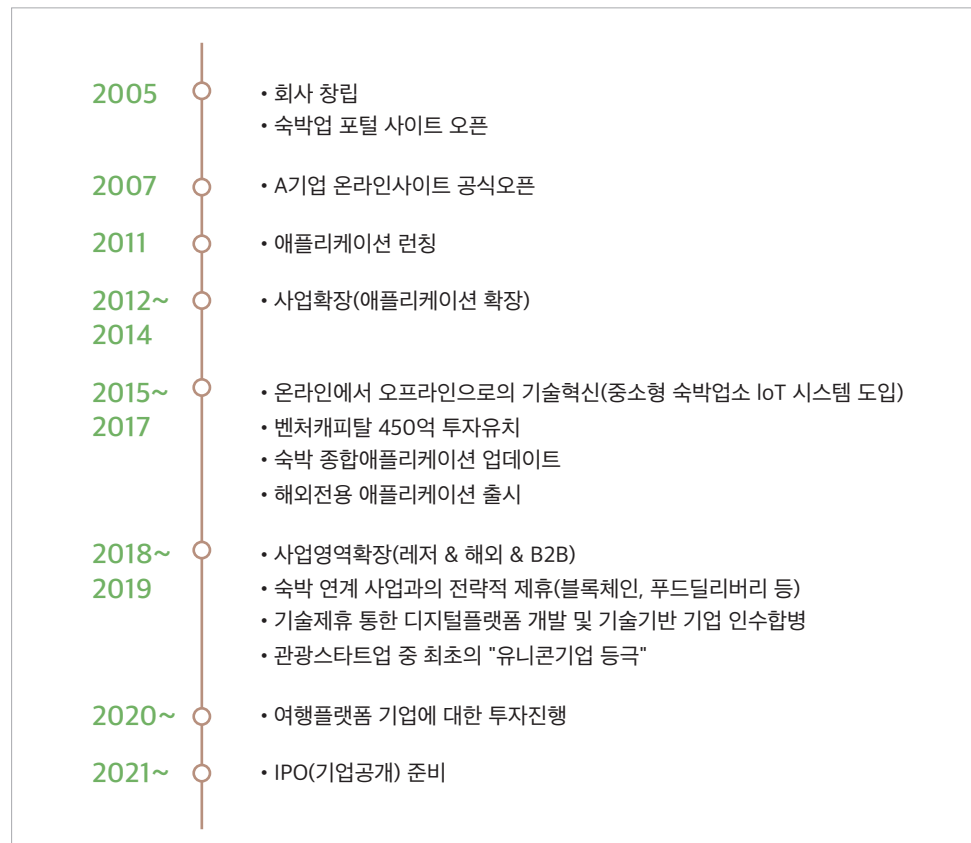 2005
• 회사 창립
• 숙박업 포털 사이트 오픈
2007
• A기업 온라인사이트 공식오픈
2011
• 애플리케이션 런칭
2012~
2014
• 사업확장(애플리케이션 확장)
2015~
2017
• 온라인에서 오프라인으로의 기술혁신(중소형 숙박업소 IoT 시스템 도입)
• 벤처캐피탈 450억 투자유치
• 숙박 종합애플리케이션 업데이트
• 해외전용 애플리케이션 출시
2018~
2019
• 사업영역확장(레저 & 해외 & B2B)
• 숙박 연계 사업과의 전략적 제휴(블록체인, 푸드딜리버리 등)
• 기술제휴 통한 디지털플랫폼 개발 및 기술기반 기업 인수합병
• 관광스타트업 중 최초의 "유니콘기업 등극"
2020~
• 여행플랫폼 기업에 대한 투자진행
2021~
• IPO(기업공개) 준비